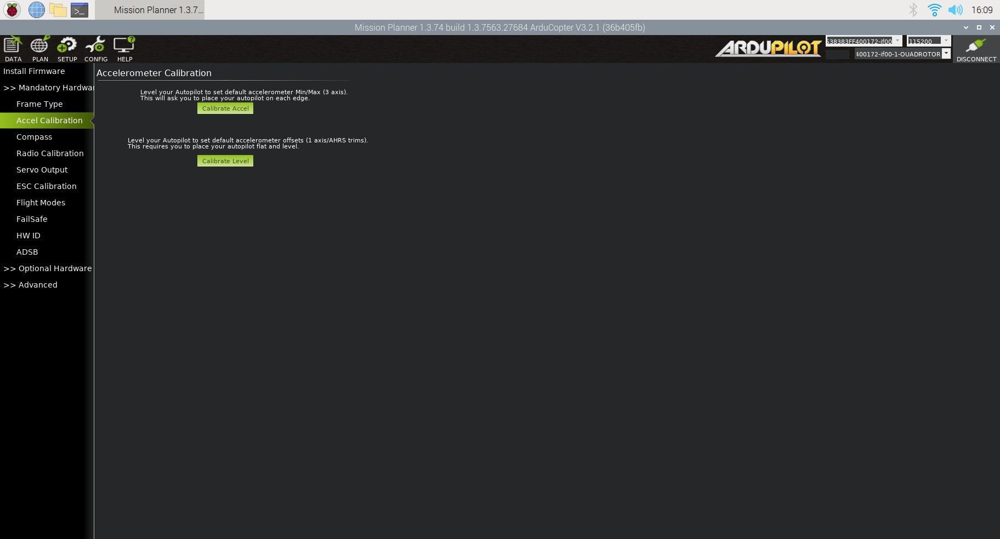 Mission Planner 1.3.7...
16:09
Mission Planner 1.3.74 build 1.3.7563.27684 ArduCopter V3.2.1 (36b405fb)
DATA
PLAN
SETUP
CONFIG
HELP
ARDUPILOT
538383FF400172-if00
115200
400172-if00-1-QUADROTOR
DISCONNECT
Install Firmware
>> Mandatory Hardwar
Frame Type
Accel Calibration
Compass
Radio Calibration
Servo Output
ESC Calibration
Flight Modes
FailSafe
HW ID
ADSB
>> Optional Hardware
>> Advanced
Accelerometer Calibration
Level your Autopilot to set default accelerometer Min/Max (3 axis).
This will ask you to place your autopilot on each edge.
Calibrate Accel
Level your Autopilot to set default accelerometer offsets (1 axis/AHRS trims).
This requires you to place your autopilot flat and level.
Calibrate Level